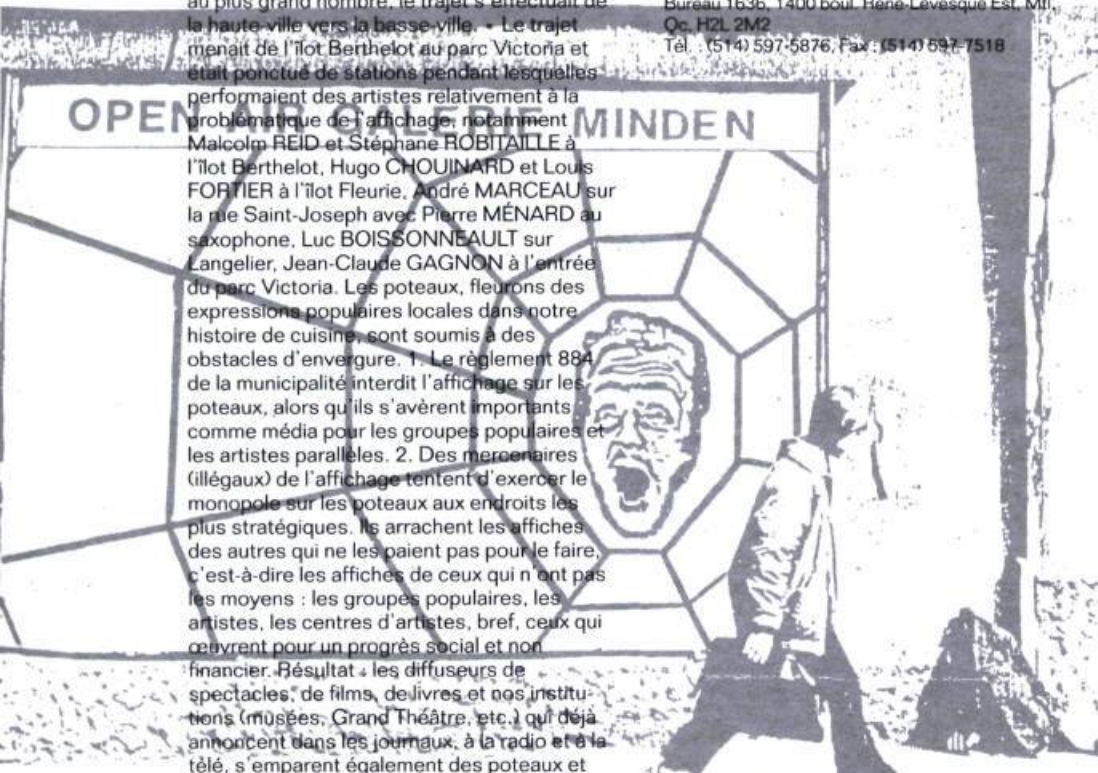 au plus grand nombre, le trajet s'effectuait de
la haute-ville vers la basse-ville. • Le trajet
menait de l'îlot Berthelot au parc Victoria et
était ponctué de stations pendant lesquelles
performaient des artistes relativement à la
problématique de l'affichage, notamment
Malcolm REID et Stéphane ROBITAILLE à
l'îlot Berthelot, Hugo CHOUINARD et Louis
FORTIER à l'îlot Fleurie, André MARCEAU sur
la rue Saint-Joseph avec Pierre MÉNARD au
saxophone, Luc BOISSONNEAULT sur
Langelier, Jean-Claude GAGNON à l'entrée
du parc Victoria. Les poteaux, fleurons des
expressions populaires locales dans notre
histoire de cuisine, sont soumis à des
obstacles d'envergure. 1. Le règlement 884
de la municipalité interdit l'affichage sur les
poteaux, alors qu'ils s'avèrent importants
comme média pour les groupes populaires et
les artistes parallèles. 2. Des mercenaires
(illégaux) de l'affichage tentent d'exercer le
monopole sur les poteaux aux endroits les
plus stratégiques. Ils arrachent les affiches
des autres qui ne les paient pas pour le faire,
c'est-à-dire les affiches de ceux qui n'ont pas
les moyens : les groupes populaires, les
artistes, les centres d'artistes, bref, ceux qui
œuvrent pour un progrès social et non
financier. Résultat : les diffuseurs de
spectacles, de films, de livres et nos institu-
tions (musées, Grand Théâtre, etc.) qui déjà
annoncent dans les journaux, à la radio et à la
télé, s'emparent également des poteaux et
Bureau 1636, 1400 boul. René-Lévesque Est, Mtl,
Qc, H2L 2M2
Tél. : (514) 597-5876, Fax : (514) 597-7518
OPEN AIR GALERIE MINDEN